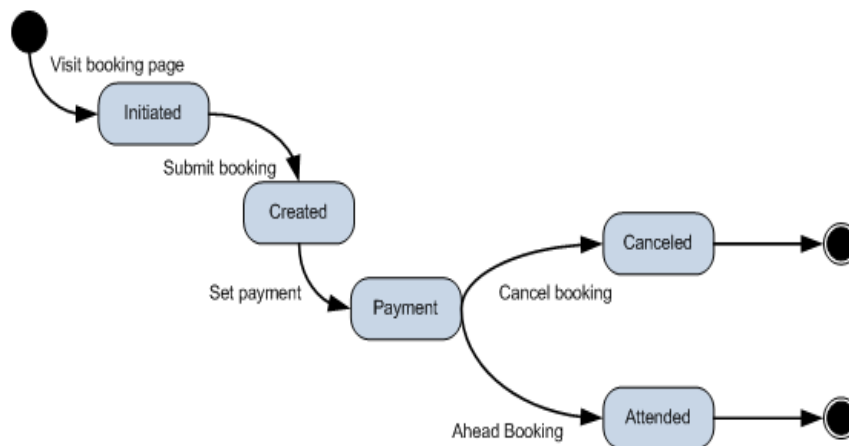 Visit booking page
Initiated
Submit booking
Created
Set payment
Payment
Canceled
Cancel booking
Attended
Ahead Booking